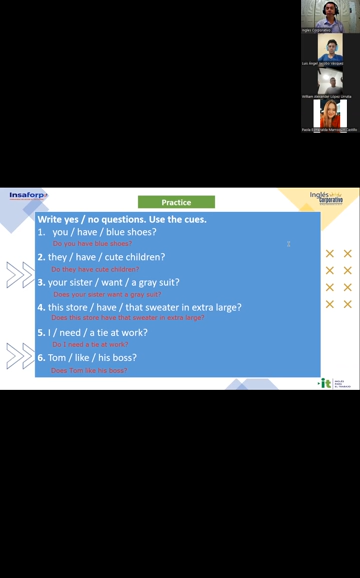 Inglés Corporativo
Insaforp
Practice
Inglés
Corporativo
Write yes / no questions. Use the cues.
1. you / have / blue shoes?
Do you have blue shoes?
2. they / have / cute children?
Do they have cute children?
3. your sister / want / a gray suit?
Does your sister want a gray suit?
4. this store / have / that sweater in extra large?
Does this store have that sweater in extra large?
5. I / need / a tie at work?
Do I need a tie at work?
6. Tom / like / his boss?
Does Tom like his boss?
it